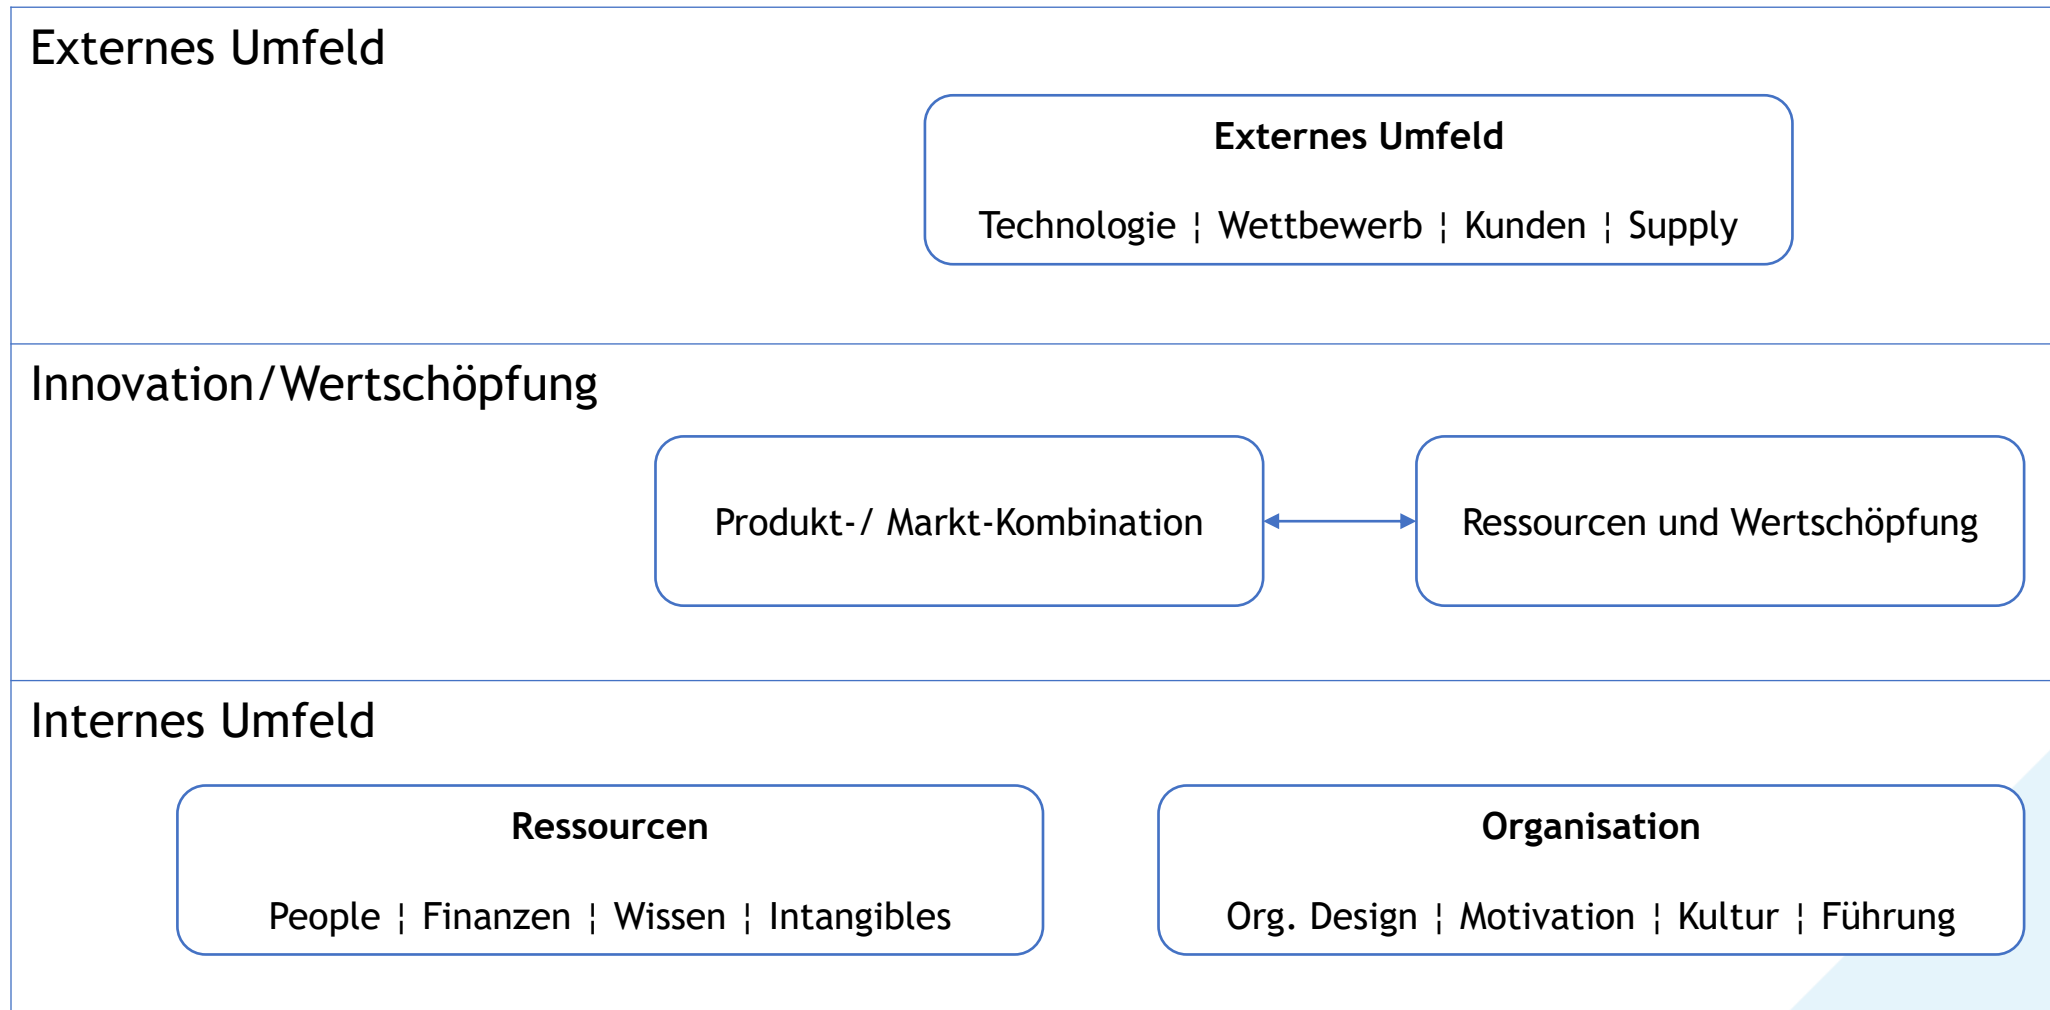 Externes Umfeld
Externes Umfeld
Technologie ¦ Wettbewerb ¦ Kunden ¦ Supply
Innovation/Wertschöpfung
Produkt-/ Markt-Kombination
Ressourcen und Wertschöpfung
Internes Umfeld
Ressourcen
People ¦ Finanzen ¦ Wissen ¦ Intangibles
Organisation
Org. Design ¦ Motivation ¦ Kultur ¦ Führung